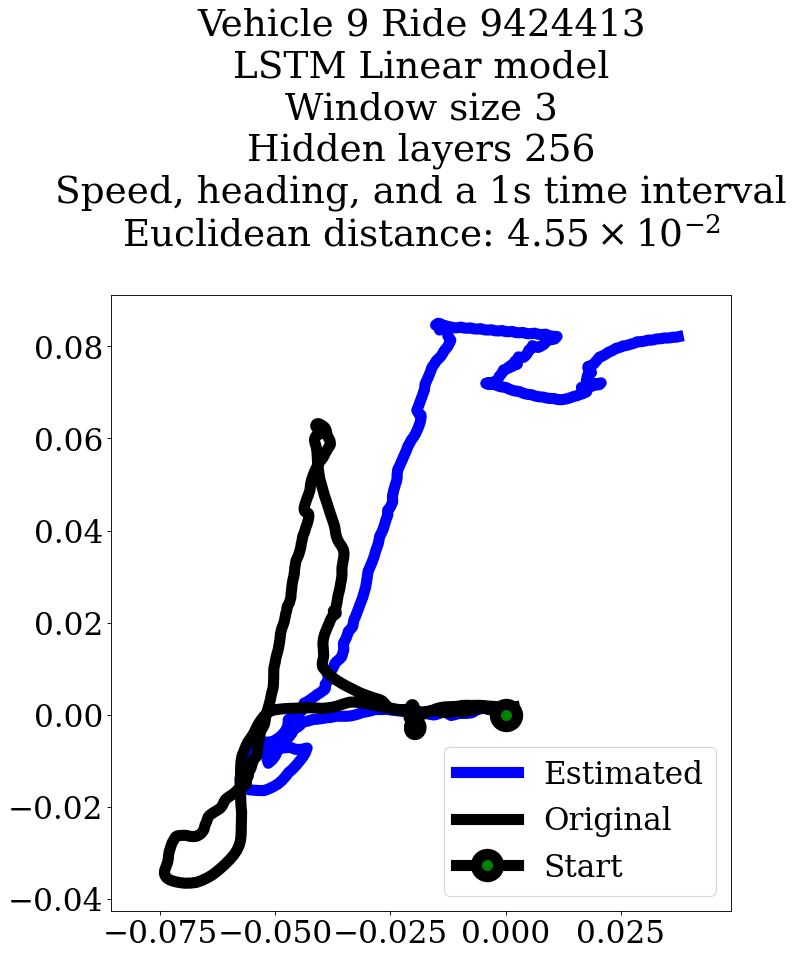 Vehicle 9 Ride 9424413
LSTM Linear model
Window size 3
Hidden layers 256
Speed, heading, and a 1s time interval
Euclidean distance: 4.55 × 10⁻²
0.08
0.06
0.04
0.02
0.00
−0.02
−0.04
Estimated
Original
Start
−0.075 −0.050 −0.025 0.000 0.025